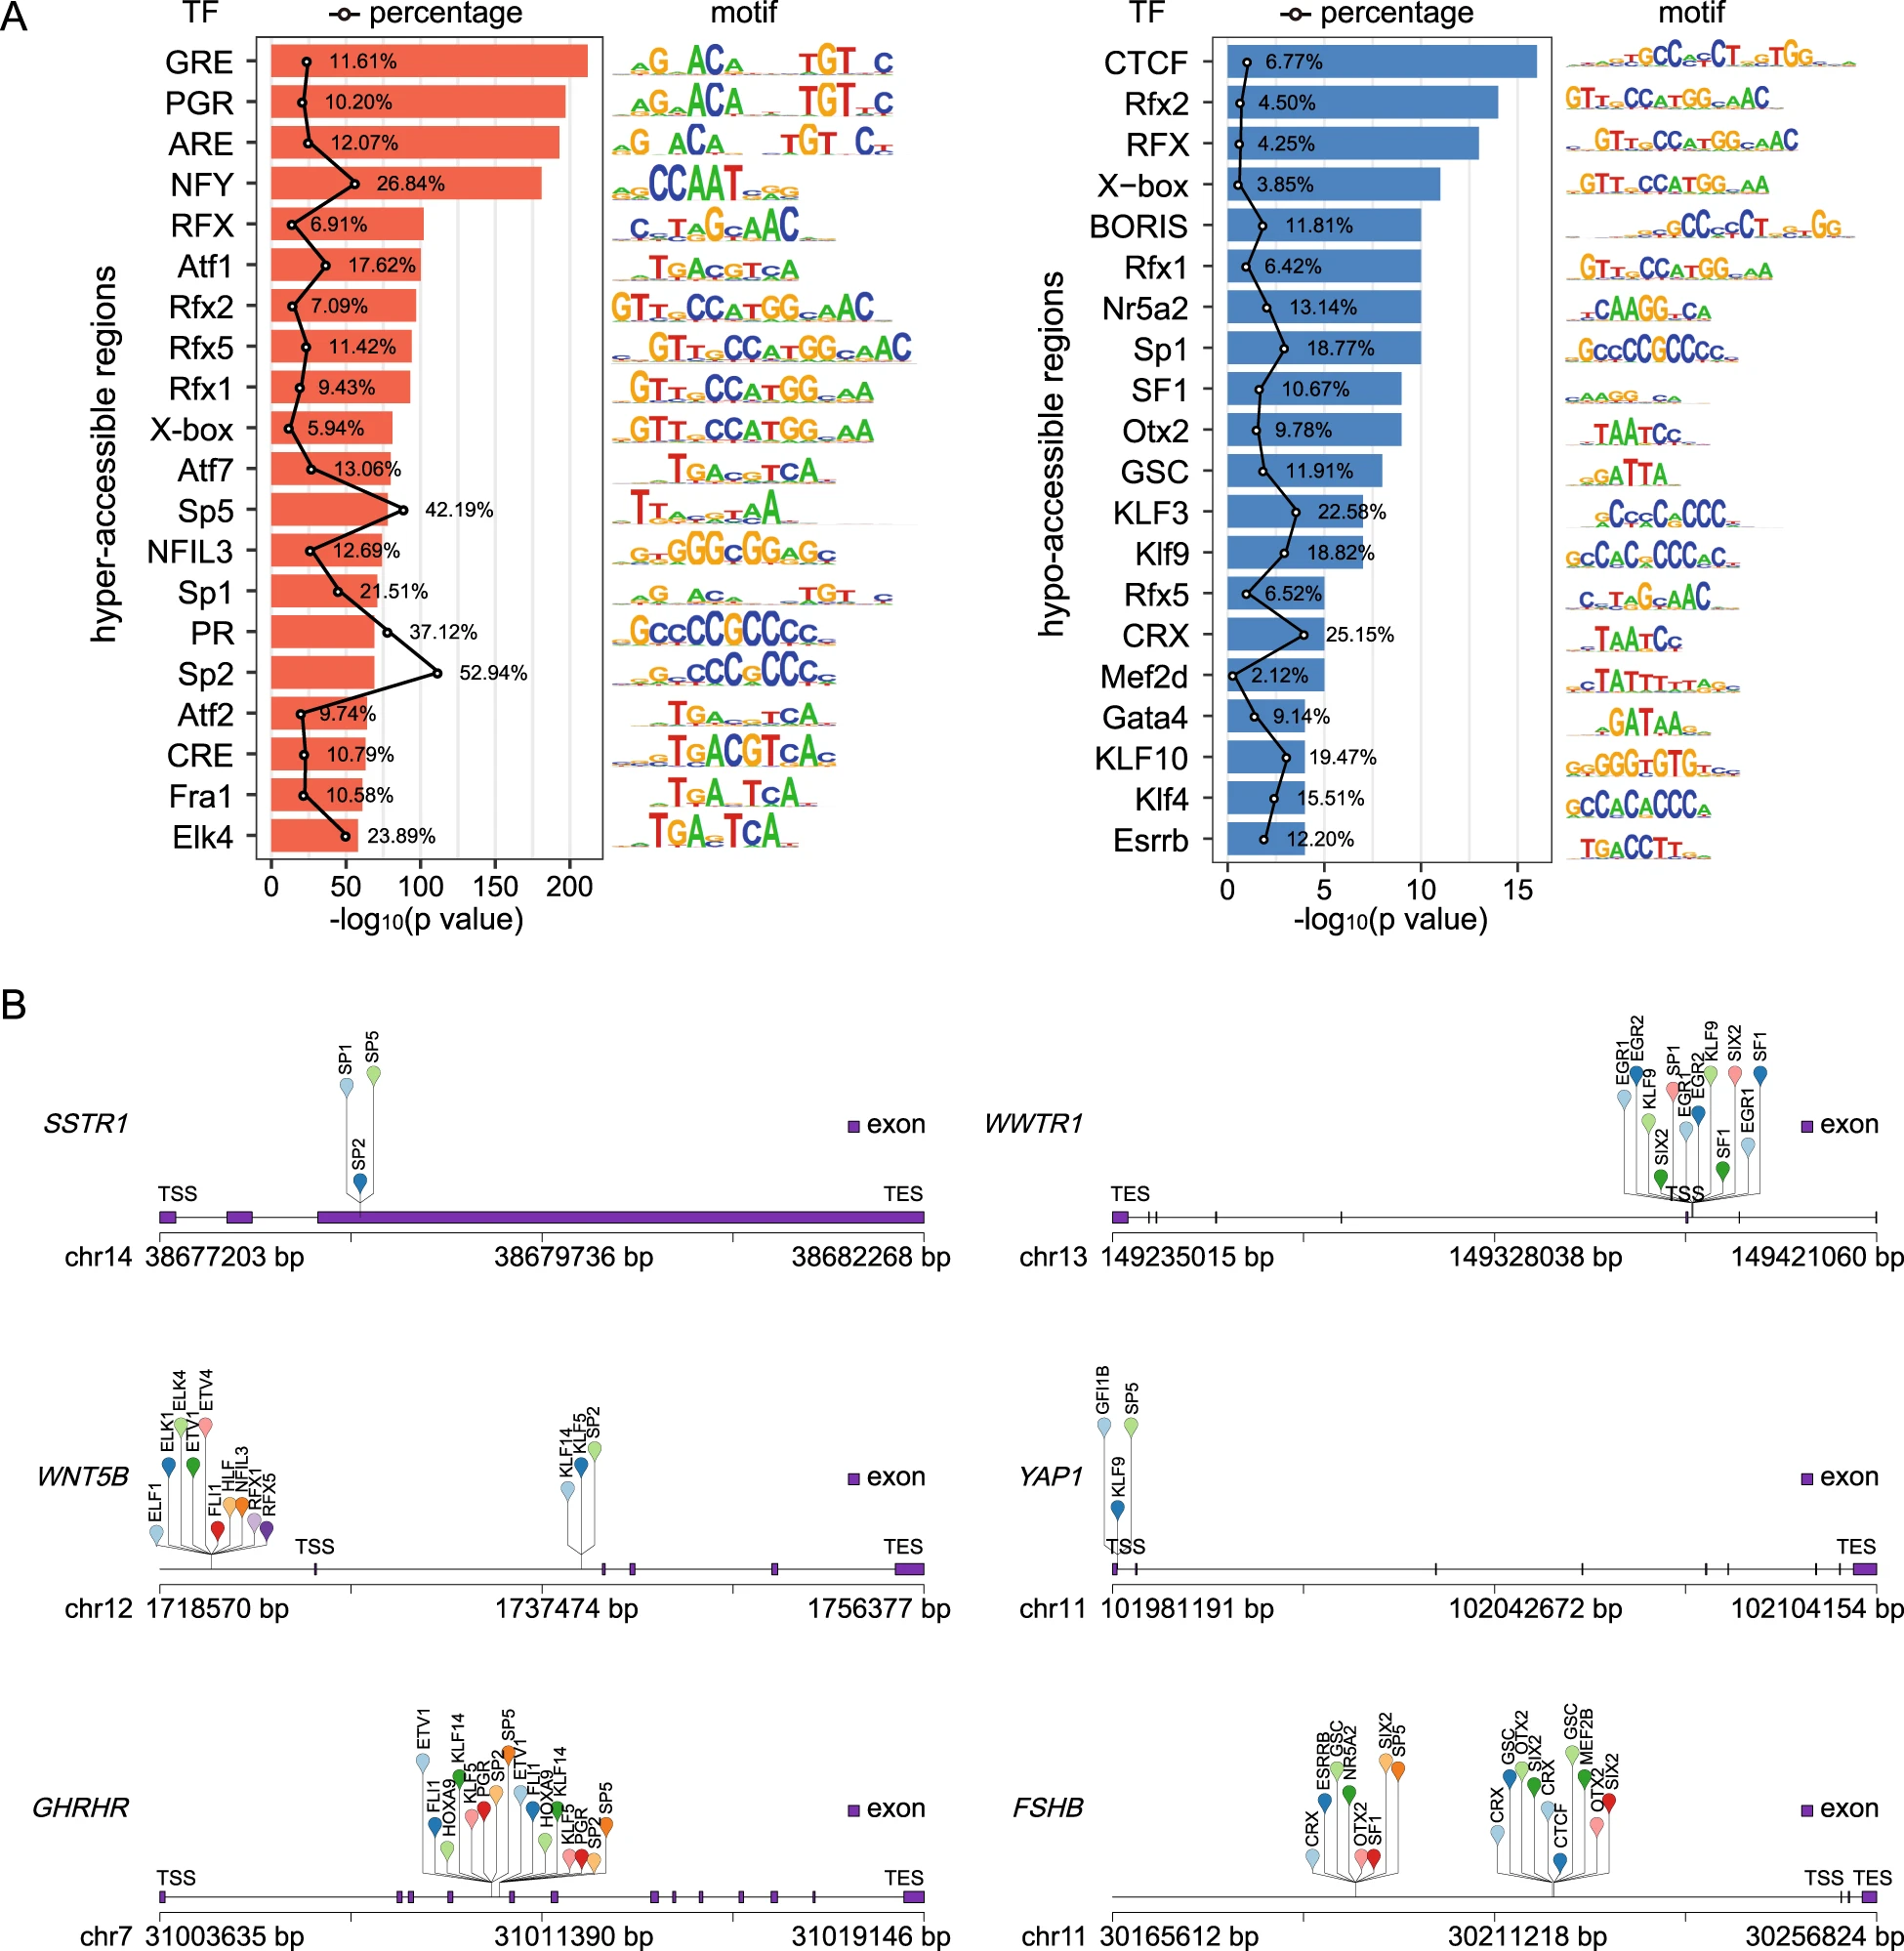 A
TF percentage motif
hyper-accessible regions
GRE 11.61%
PGR 10.20%
ARE 12.07%
NFY 26.84%
RFX 6.91%
Atf1 17.62%
Rfx2 7.09%
Rfx5 11.42%
Rfx1 9.43%
X-box 5.94%
Atf7 13.06%
Sp5 42.19%
NFIL3 12.69%
Sp1 21.51%
PR 37.12%
Sp2 52.94%
Atf2 9.74%
CRE 10.79%
Fra1 10.58%
Elk4 23.89%
0 50 100 150 200
-log10(p value)
TF percentage motif
hypo-accessible regions
CTCF 6.77%
Rfx2 4.50%
RFX 4.25%
X−box 3.85%
BORIS 11.81%
Rfx1 6.42%
Nr5a2 13.14%
Sp1 18.77%
SF1 10.67%
Otx2 9.78%
GSC 11.91%
KLF3 22.58%
Klf9 18.82%
Rfx5 6.52%
CRX 25.15%
Mef2d 2.12%
Gata4 9.14%
KLF10 19.47%
Klf4 15.51%
Esrrb 12.20%
0 5 10 15
-log10(p value)
B
SSTR1
SP1 SP2 SP5
exon
TSS TES
chr14 38677203 bp 38679736 bp 38682268 bp
WWTR1
EGR1 EGR2 KLF9 SIX2 SP1 EGR1 EGR2 KLF9 SF1 SIX2 EGR1 SF1
exon
TES TSS
chr13 149235015 bp 149328038 bp 149421060 bp
WNT5B
ELF1 ELK1 ELK4 ETV1 ETV4 FLI1 HLF NFIL3 RFX1 RFX5
KLF14 KLF5 SP2
exon
TSS TES
chr12 1718570 bp 1737474 bp 1756377 bp
YAP1
GFI1B KLF9 SP5
exon
TSS TES
chr11 101981191 bp 102042672 bp 102104154 bp
GHRHR
ETV1 FLI1 HOXA9 KLF14 KLF5 PGR SP2 SP5 ETV1 FLI1 HOXA9 KLF14 KLF5 PGR SP2 SP5
exon
TSS TES
chr7 31003635 bp 31011390 bp 31019146 bp
FSHB
CRX ESRRB GSC NR5A2 OTX2 SF1 SIX2 SP5
CRX GSC OTX2 SIX2 CRX CTCF GSC MEF2B OTX2 SIX2
exon
TSS TES
chr11 30165612 bp 30211218 bp 30256824 bp